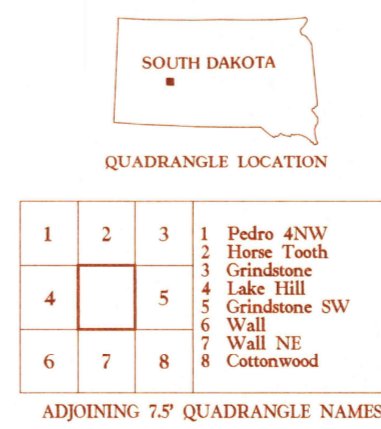 SOUTH DAKOTA
QUADRANGLE LOCATION
1 2 3
4 5
6 7 8
1 Pedro 4NW
2 Horse Tooth
3 Grindstone
4 Lake Hill
5 Grindstone SW
6 Wall
7 Wall NE
8 Cottonwood
ADJOINING 7.5' QUADRANGLE NAMES